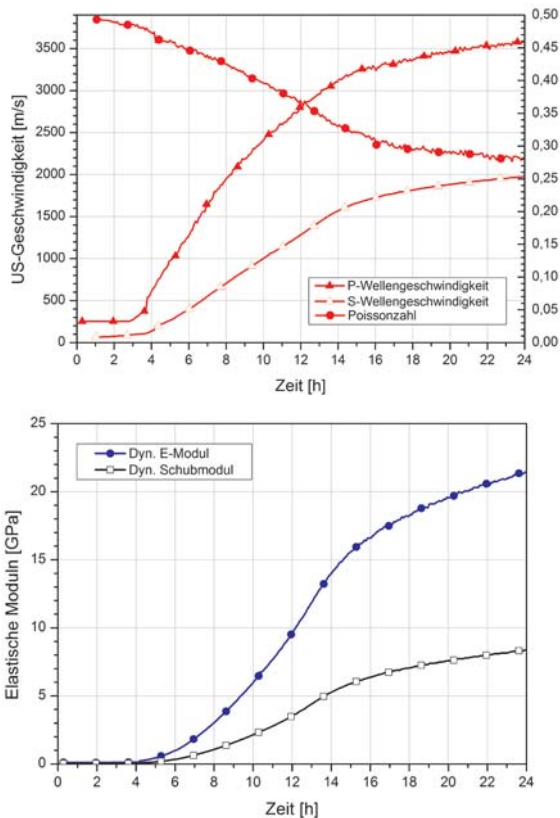 US-Geschwindigkeit [m/s]
3500
3000
2500
2000
1500
1000
500
0
0,50
0,45
0,40
0,35
0,30
0,25
0,20
0,15
0,10
0,05
0,00
P-Wellengeschwindigkeit
S-Wellengeschwindigkeit
Poissonzahl
0 2 4 6 8 10 12 14 16 18 20 22 24
Zeit [h]
Elastische Moduln [GPa]
25
20
15
10
5
0
Dyn. E-Modul
Dyn. Schubmodul
0 2 4 6 8 10 12 14 16 18 20 22 24
Zeit [h]